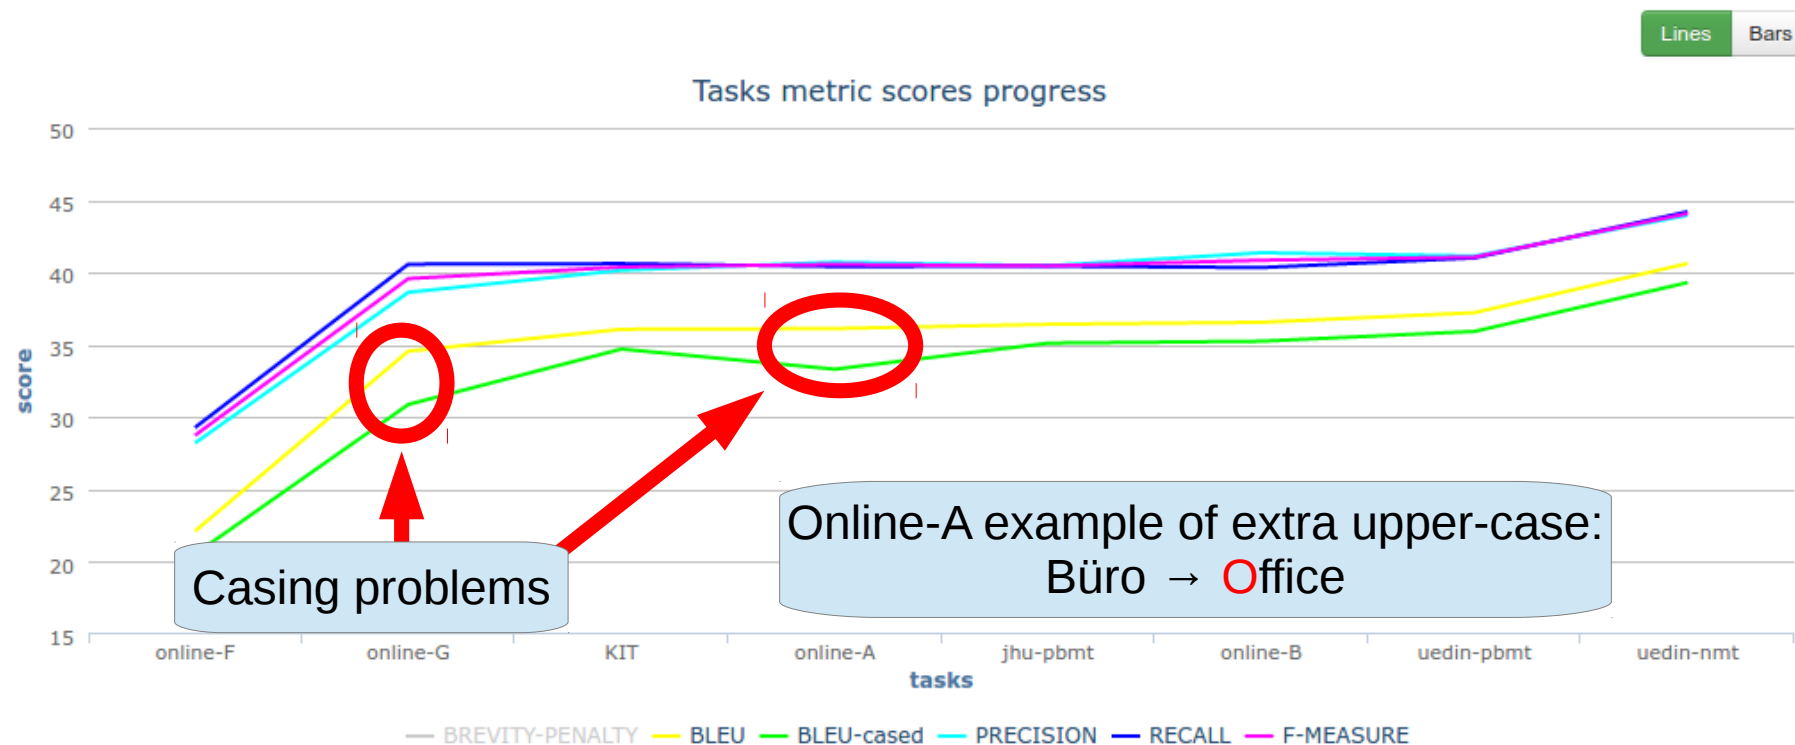 Lines Bars
Tasks metric scores progress
50
45
40
35
30
25
20
15
score
Casing problems
Online-A example of extra upper-case:
Büro → Office
online-F online-G KIT online-A jhu-pbmt online-B uedin-pbmt uedin-nmt
tasks
BREVITY-PENALTY BLEU BLEU-cased PRECISION RECALL F-MEASURE